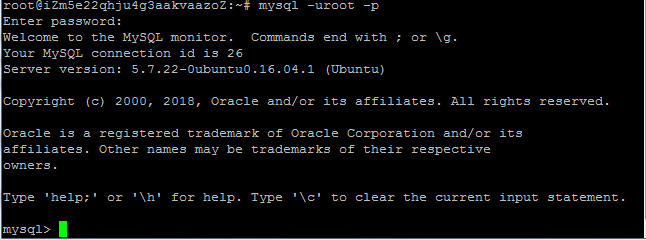 root@iZm5e22qhju4g3aakvaazoZ:~# mysql -uroot -p
Enter password:
Welcome to the MySQL monitor.  Commands end with ; or \g.
Your MySQL connection id is 26
Server version: 5.7.22-0ubuntu0.16.04.1 (Ubuntu)
Copyright (c) 2000, 2018, Oracle and/or its affiliates. All rights reserved.
Oracle is a registered trademark of Oracle Corporation and/or its
affiliates. Other names may be trademarks of their respective
owners.
Type 'help;' or '\h' for help. Type '\c' to clear the current input statement.
mysql>